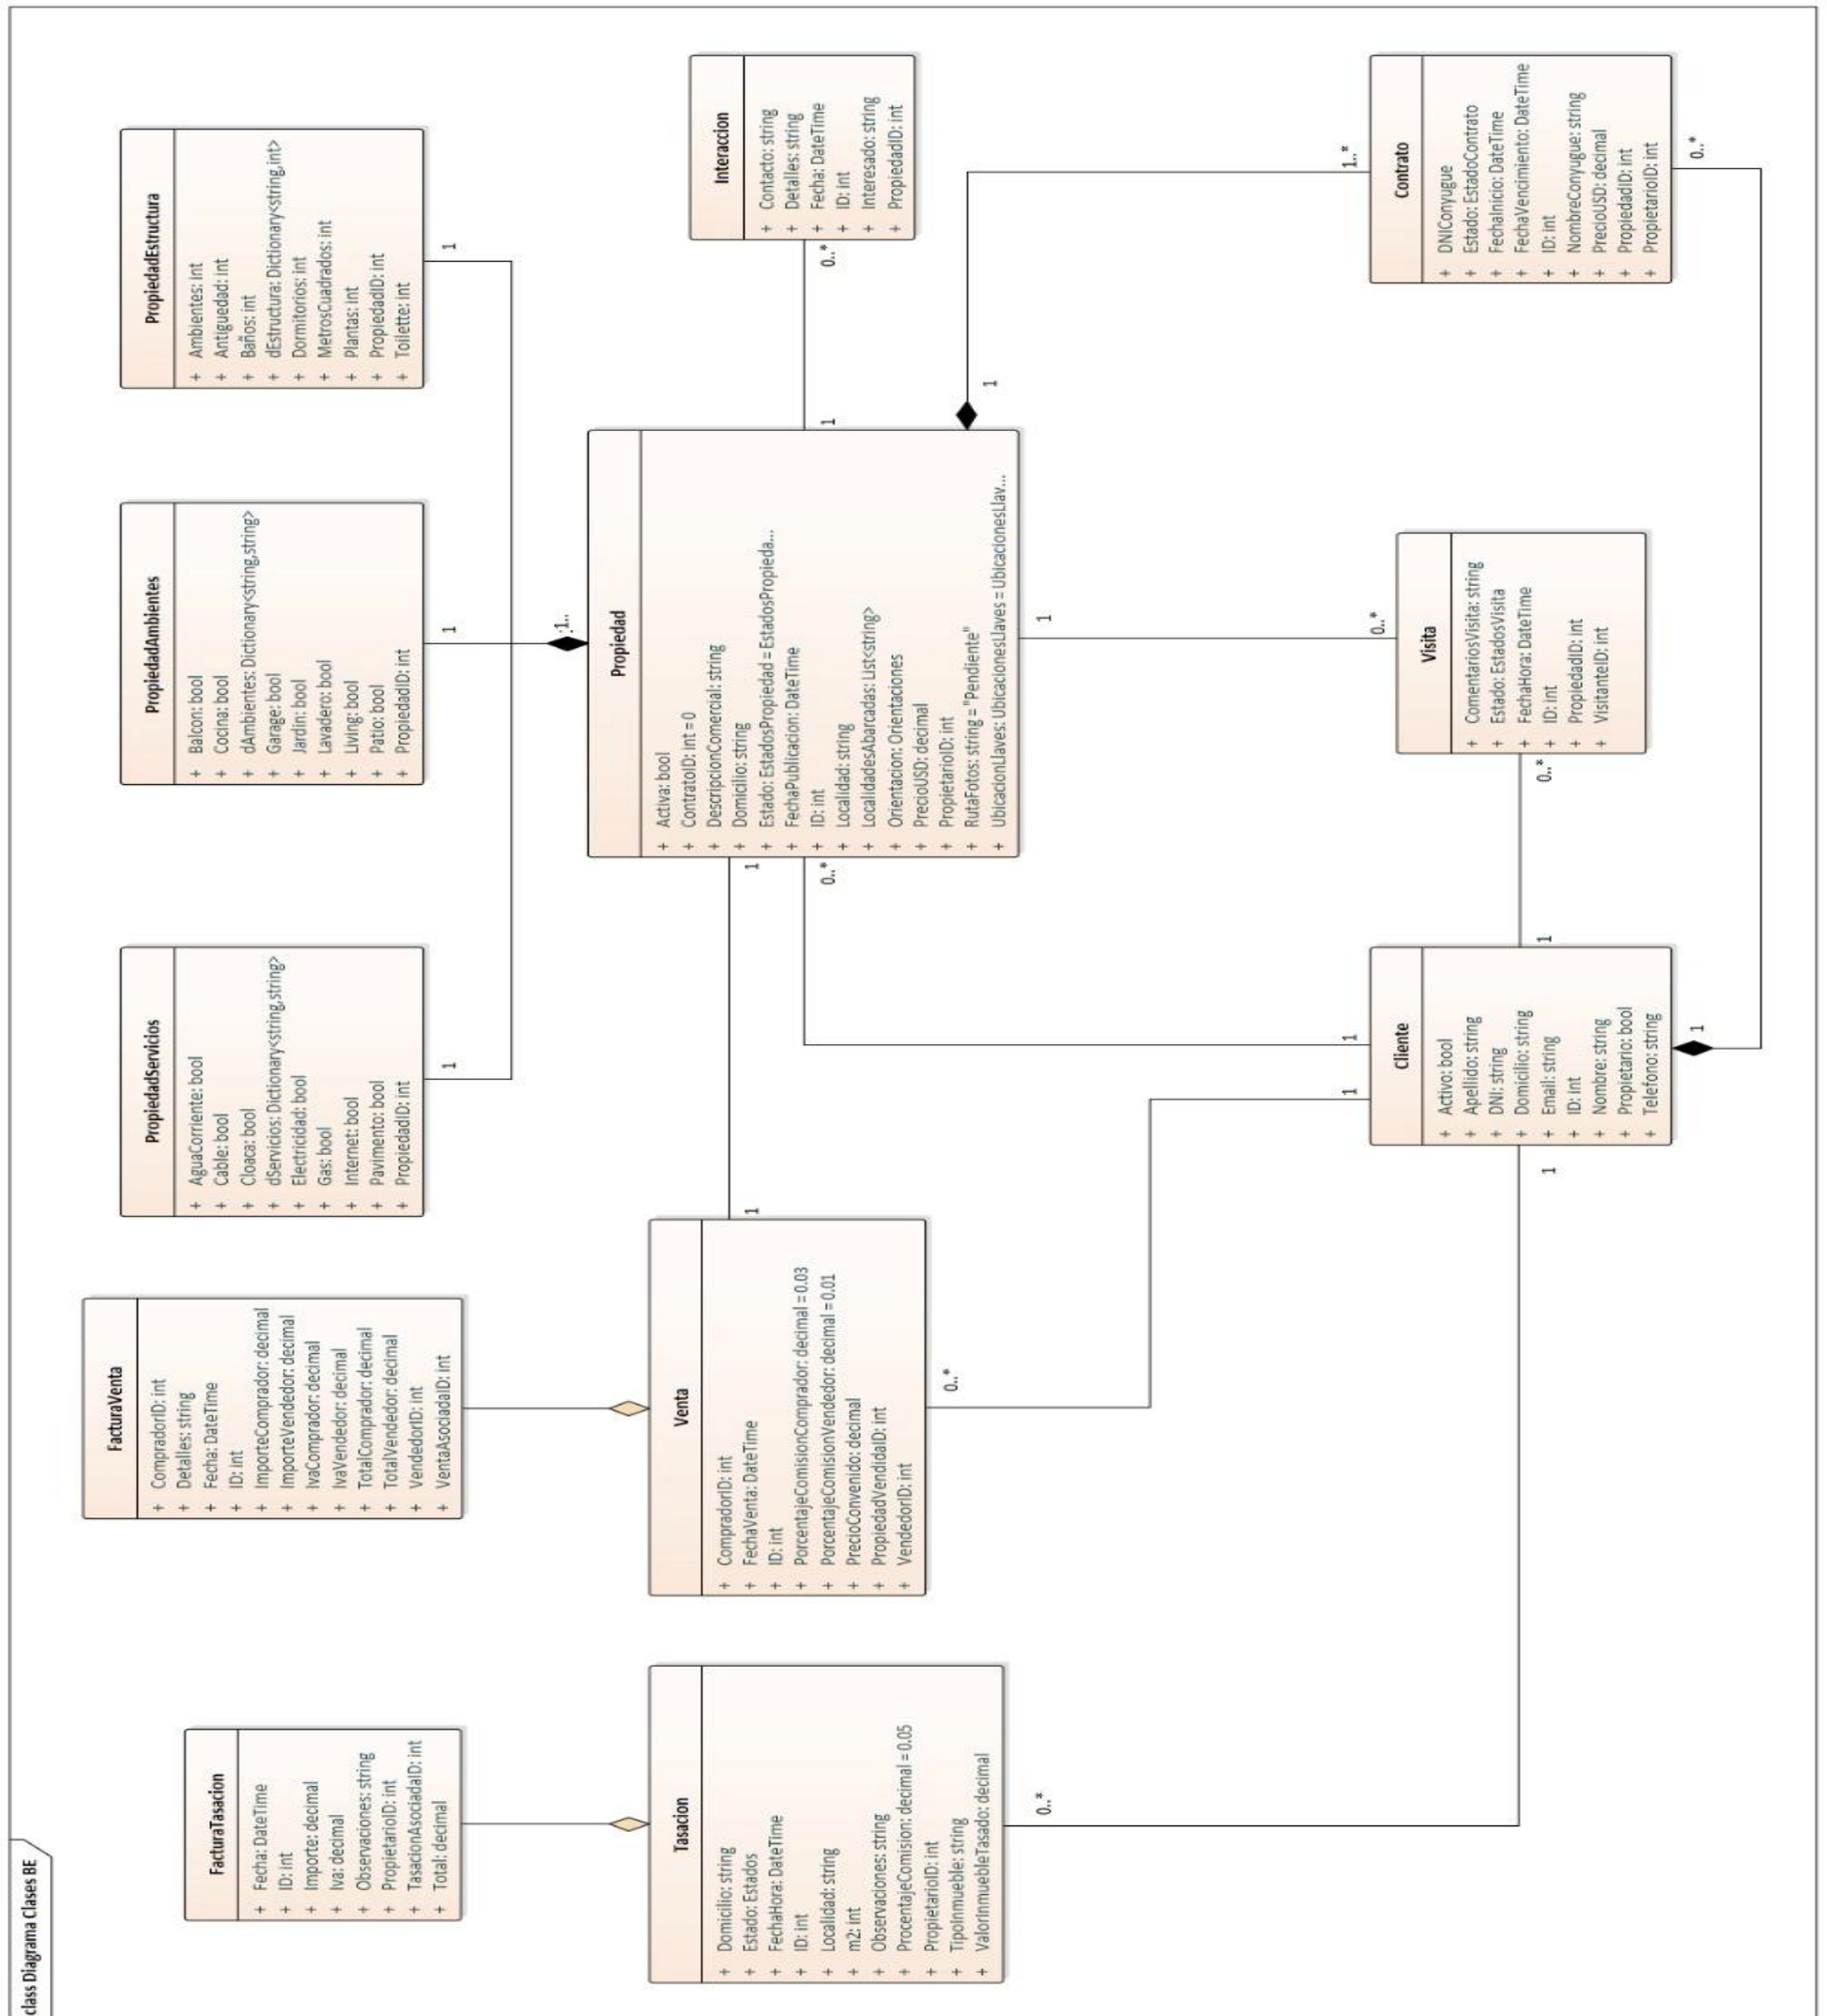 class Diagrama Clases BE
FacturaTasacion
+ Fecha: DateTime
+ ID: int
+ Importe: decimal
+ Iva: decimal
+ Observaciones: string
+ PropietarioID: int
+ TasacionAsociadaID: int
+ Total: decimal
FacturaVenta
+ CompradorID: int
+ Detalles: string
+ Fecha: DateTime
+ ID: int
+ ImporteComprador: decimal
+ ImporteVendedor: decimal
+ IvaComprador: decimal
+ IvaVendedor: decimal
+ TotalComprador: decimal
+ TotalVendedor: decimal
+ VendedorID: int
+ VentaAsociadaID: int
PropiedadServicios
+ AguaCorriente: bool
+ Cable: bool
+ Cloaca: bool
+ dServicios: Dictionary<string,string>
+ Electricidad: bool
+ Gas: bool
+ Internet: bool
+ Pavimento: bool
+ PropiedadID: int
1
PropiedadAmbientes
+ Balcon: bool
+ Cocina: bool
+ dAmbientes: Dictionary<string,string>
+ Garage: bool
+ Jardin: bool
+ Lavadero: bool
+ Living: bool
+ Patio: bool
+ PropiedadID: int
1
PropiedadEstructura
+ Ambientes: int
+ Antiguedad: int
+ Baños: int
+ dEstructura: Dictionary<string,int>
+ Dormitorios: int
+ MetrosCuadrados: int
+ Plantas: int
+ PropiedadID: int
+ Toilette: int
1
Tasacion
+ Domicilio: string
+ Estado: Estados
+ FechaHora: DateTime
+ ID: int
+ Localidad: string
+ m2: int
+ Observaciones: string
+ ProcentajeComision: decimal = 0.05
+ PropietarioID: int
+ TipoInmueble: string
+ ValorInmuebleTasado: decimal
0..*
Venta
+ CompradorID: int
+ FechaVenta: DateTime
+ ID: int
+ PorcentajeComisionComprador: decimal = 0.03
+ PorcentajeComisionVendedor: decimal = 0.01
+ PrecioConvenido: decimal
+ PropiedadVendidaID: int
+ VendedorID: int
1
0..*
:1..
Propiedad
+ Activa: bool
+ ContratoID: int = 0
+ DescripcionComercial: string
+ Domicilio: string
+ Estado: EstadosPropiedad = EstadosPropieda...
+ FechaPublicacion: DateTime
+ ID: int
+ Localidad: string
+ LocalidadesAbarcadas: List<string>
+ Orientacion: Orientaciones
+ PrecioUSD: decimal
+ PropietarioID: int
+ RutaFotos: string = "Pendiente"
+ UbicacionLlaves: UbicacionesLlaves = UbicacionesLlav...
1
0..*
1
1
1
Interaccion
+ Contacto: string
+ Detalles: string
+ Fecha: DateTime
+ ID: int
+ Interesado: string
+ PropiedadID: int
0..*
1
1
1
Cliente
+ Activo: bool
+ Apellido: string
+ DNI: string
+ Domicilio: string
+ Email: string
+ ID: int
+ Nombre: string
+ Propietario: bool
+ Telefono: string
1
1
0..*
Visita
+ ComentariosVisita: string
+ Estado: EstadosVisita
+ FechaHora: DateTime
+ ID: int
+ PropiedadID: int
+ VisitanteID: int
0..*
1..*
Contrato
+ DNIConyugue
+ Estado: EstadoContrato
+ FechaInicio: DateTime
+ FechaVencimiento: DateTime
+ ID: int
+ NombreConyugue: string
+ PrecioUSD: decimal
+ PropiedadID: int
+ PropietarioID: int
0..*